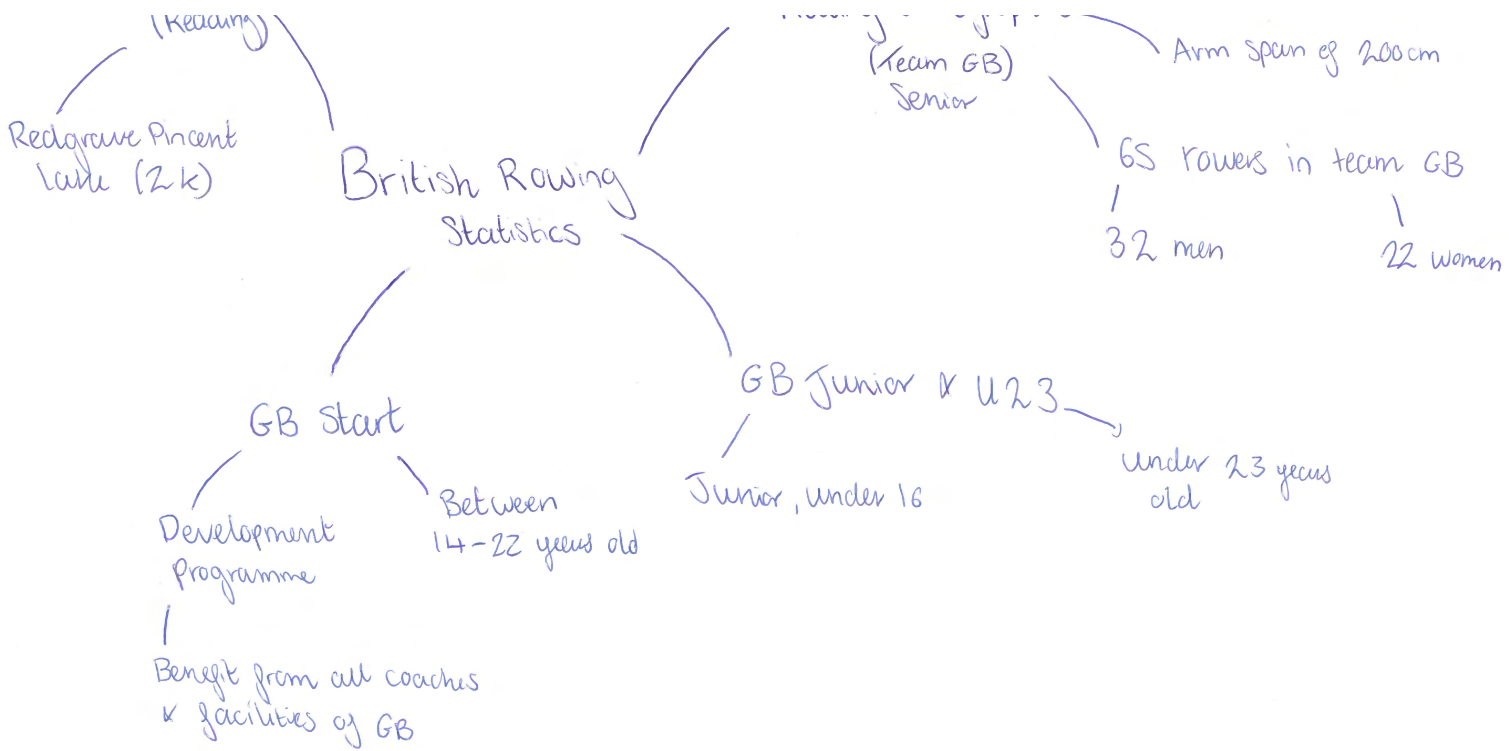 (Reading)
(Team GB)
Senior
Arm span of 200cm
Redgrave Pincent
Lake (2k)
British Rowing
Statistics
65 rowers in team GB
32 men
22 women
GB Start
GB Junior & U23
Development
Programme
Between
14-22 years old
Junior, under 16
under 23 years
old
Benefit from all coaches
& facilities of GB